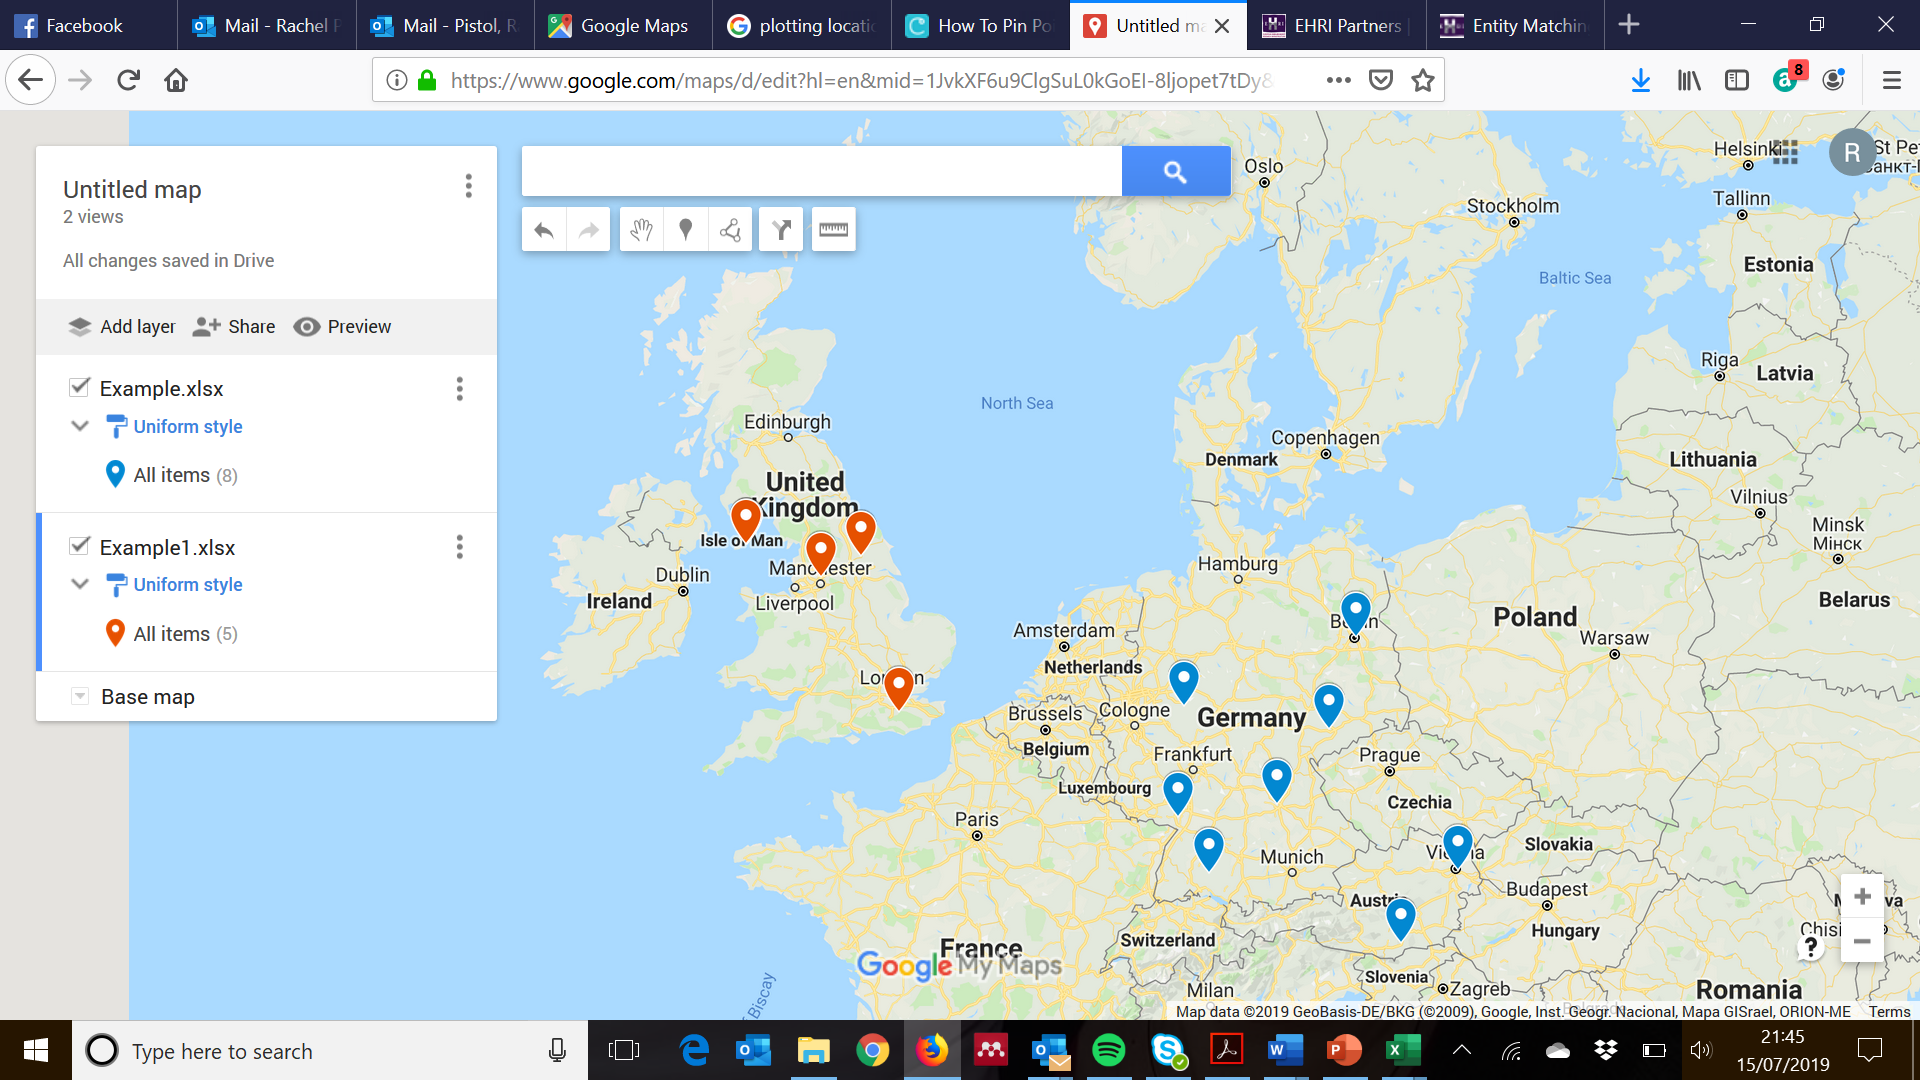 Facebook
Mail - Rachel P
Mail - Pistol, R
Google Maps
plotting locati
How To Pin Po
Untitled ma
EHRI Partners
Entity Matchin
https://www.google.com/maps/d/edit?hl=en&mid=1JvkXF6u9ClgSuL0kGoEI-8ljopet7tDy&
8
Untitled map
2 views
All changes saved in Drive
Add layer
Share
Preview
Example.xlsx
Uniform style
All items (8)
Example1.xlsx
Uniform style
All items (5)
Base map
Oslo
Helsinki
R
St Pe
Санкт-П
Tallinn
Stockholm
Estonia
Baltic Sea
Riga
Latvia
North Sea
Edinburgh
Copenhagen
Denmark
Lithuania
Vilnius
United
Kingdom
Minsk
Мінск
Isle of Man
Manchester
Hamburg
Dublin
Liverpool
Ireland
Belarus
Poland
Berlin
Amsterdam
Warsaw
Netherlands
London
Brussels
Cologne
Germany
Belgium
Frankfurt
Prague
Luxembourg
Czechia
Paris
Vienna
Slovakia
Munich
Budapest
Austria
Hungary
Chisi
Switzerland
France
Google My Maps
Slovenia
Zagreb
Milan
Romania
Biscay
Map data ©2019 GeoBasis-DE/BKG (©2009), Google, Inst. Geogr. Nacional, Mapa GISrael, ORION-ME
Terms
Type here to search
21:45
15/07/2019